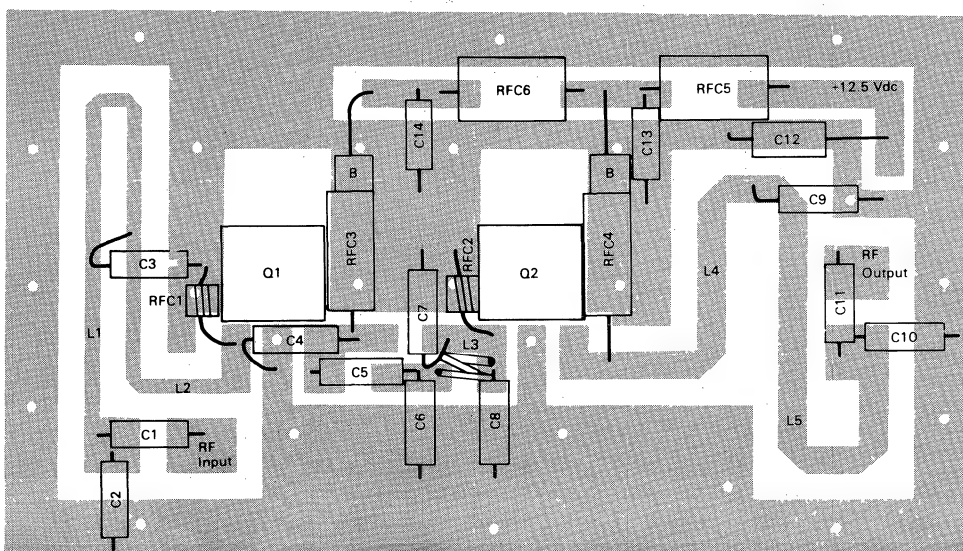 RFC6
RFC5
+12.5 Vdc
C14
C13
C12
B
B
C9
RFC3
RFC4
C3
Q1
RFC2
Q2
L4
RF
Output
RFC1
C7
C11
L1
C4
L3
C10
C5
L2
C6
C8
L5
C1
RF
Input
C2